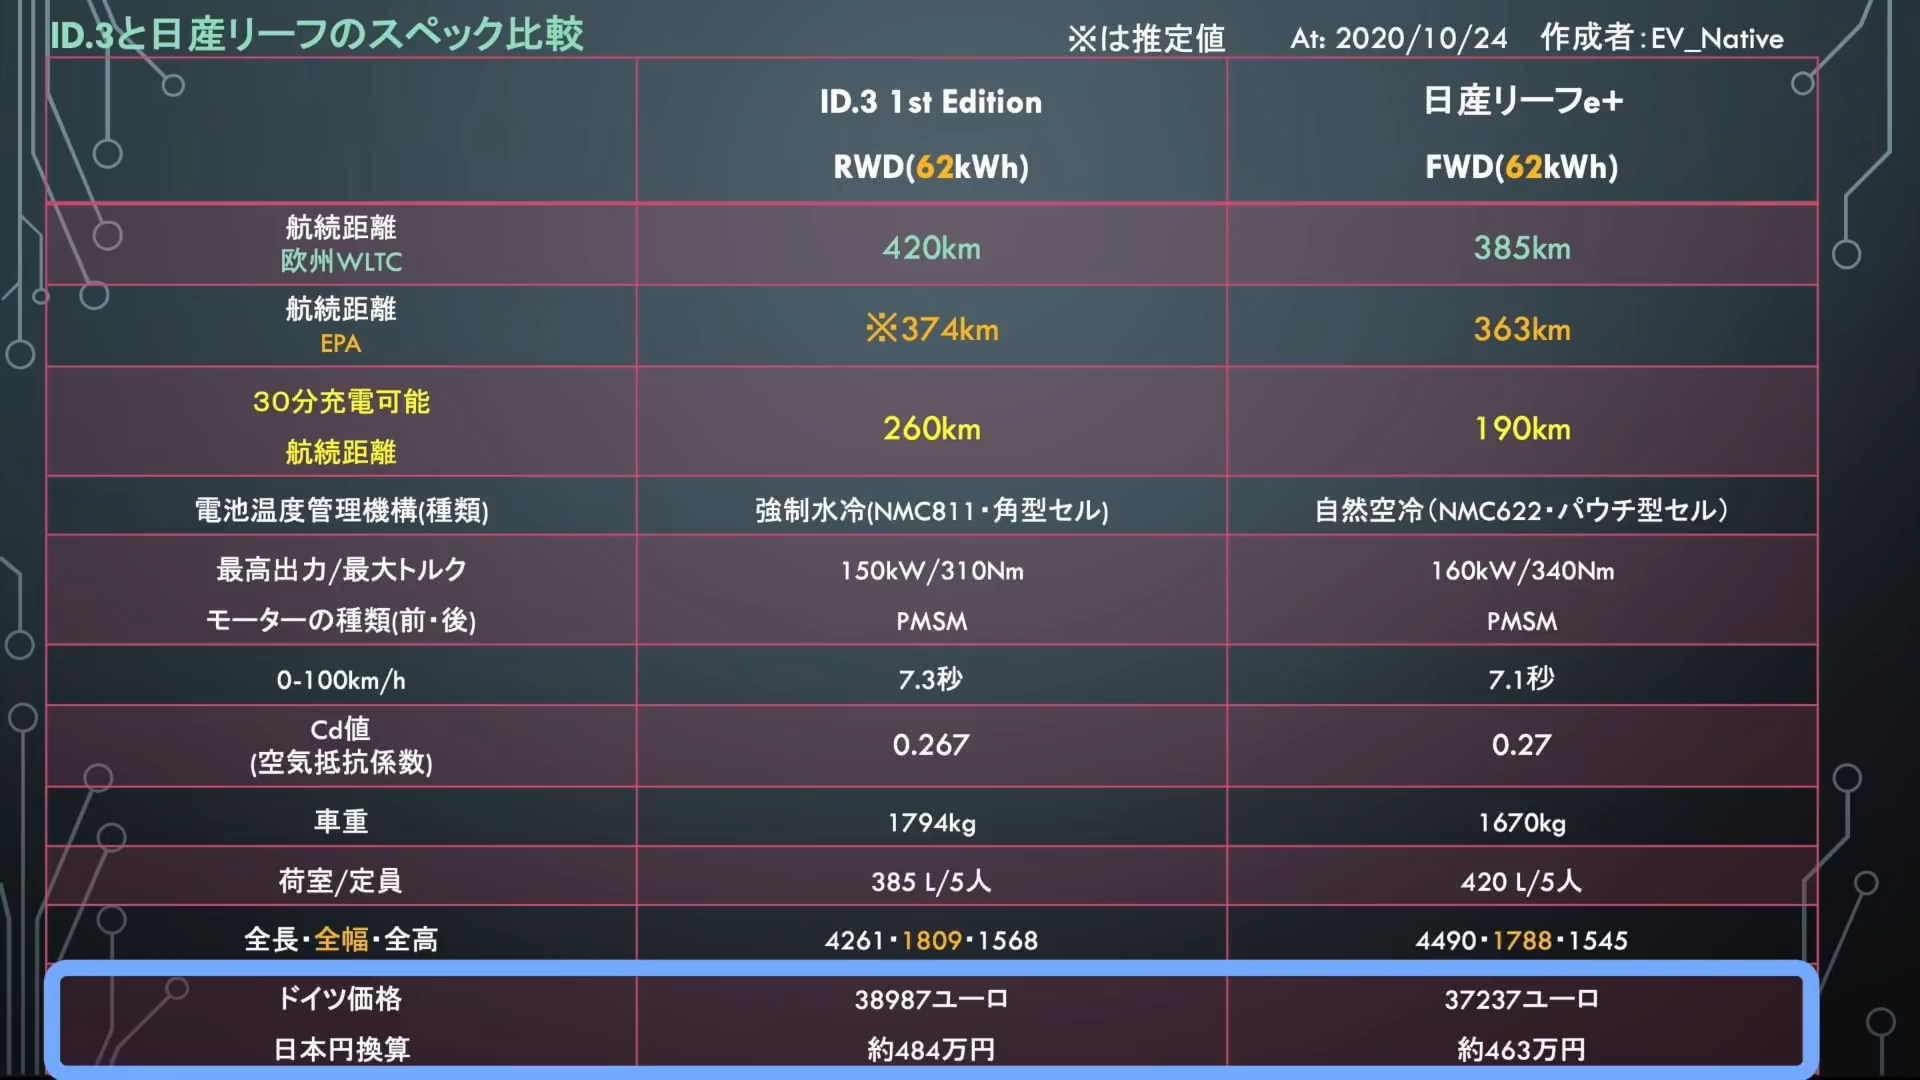 ID.3と日産リーフのスペック比較
※は推定値 At: 2020/10/24 作成者:EV_Native
ID.3 1st Edition 日産リーフe+
RWD(62kWh) FWD(62kWh)
航続距離
欧州WLTC
420km 385km
航続距離
EPA
※374km 363km
30分充電可能
航続距離
260km 190km
電池温度管理機構(種類) 強制水冷(NMC811・角型セル) 自然空冷(NMC622・パウチ型セル)
最高出力/最大トルク 150kW/310Nm 160kW/340Nm
モーターの種類(前・後) PMSM PMSM
0-100km/h 7.3秒 7.1秒
Cd値
(空気抵抗係数)
0.267 0.27
車重 1794kg 1670kg
荷室/定員 385 L/5人 420 L/5人
全長・全幅・全高 4261・1809・1568 4490・1788・1545
ドイツ価格 38987ユーロ 37237ユーロ
日本円換算 約484万円 約463万円